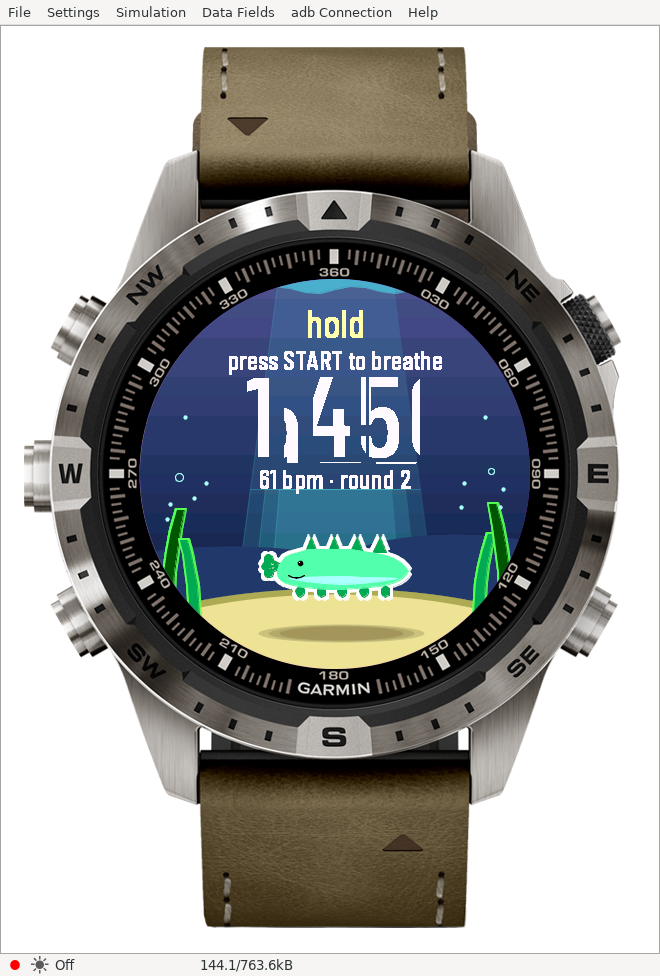 File Settings Simulation Data Fields adb Connection Help
360
330 030
NW NE
300 060
hold
press START to breathe
61 bpm · round 2
W 270 090 E
240 120
210 150
SW SE
180
GARMIN
S
Off 144.1/763.6kB